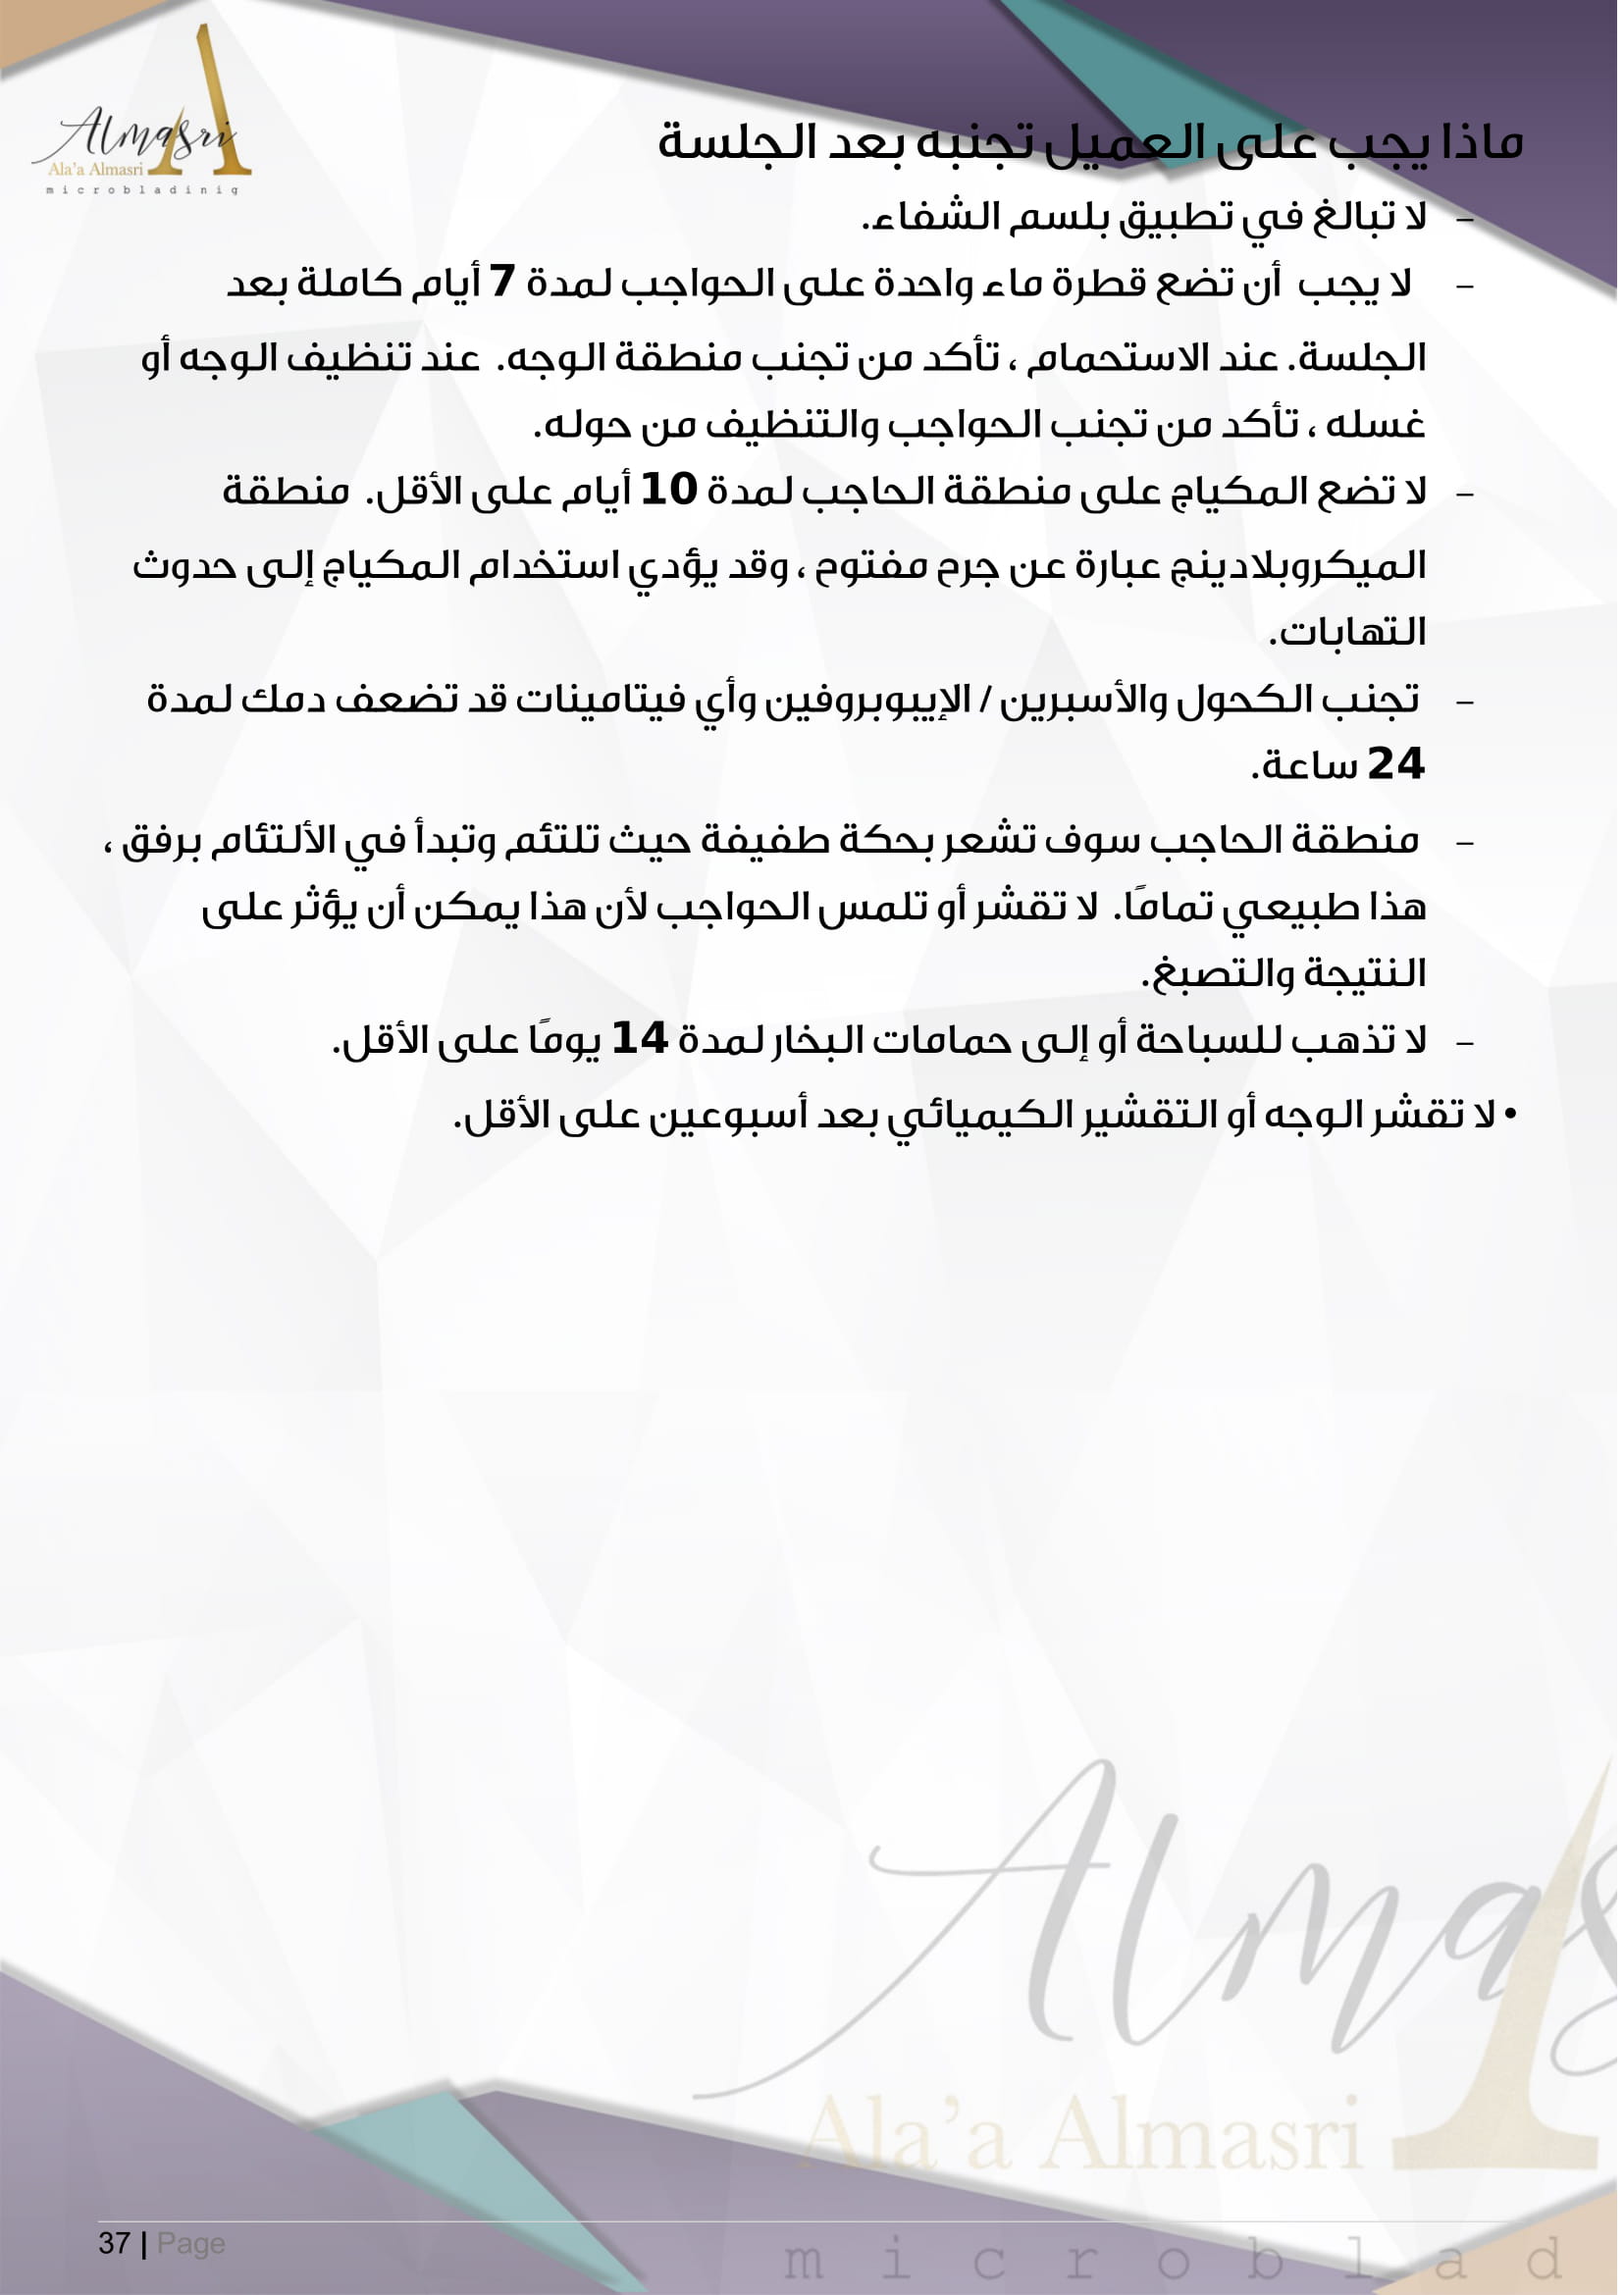 Almasri
Ala'a Almasri
microbladinig
ماذا يجب على العميل تجنبه بعد الجلسة
- لا تبالغ في تطبيق بلسم الشفاء.
- لا يجب أن تضع قطرة ماء واحدة على الحواجب لمدة 7 أيام كاملة بعد
الجلسة. عند الاستحمام ، تأكد من تجنب منطقة الوجه. عند تنظيف الوجه أو
غسله ، تأكد من تجنب الحواجب والتنظيف من حوله.
- لا تضع المكياج على منطقة الحاجب لمدة 10 أيام على الأقل. منطقة
الميكروبلادينج عبارة عن جرح مفتوح ، وقد يؤدي استخدام المكياج إلى حدوث
التهابات.
- تجنب الكحول والأسبرين / الإيبوبروفين وأي فيتامينات قد تضعف دمك لمدة
24 ساعة.
- منطقة الحاجب سوف تشعر بحكة طفيفة حيث تلتئم وتبدأ في الألتئام برفق ،
هذا طبيعي تمامًا. لا تقشر أو تلمس الحواجب لأن هذا يمكن أن يؤثر على
النتيجة والتصبغ.
- لا تذهب للسباحة أو إلى حمامات البخار لمدة 14 يومًا على الأقل.
• لا تقشر الوجه أو التقشير الكيميائي بعد أسبوعين على الأقل.
Almas
Ala'a Almasri
microblad
37 | Page